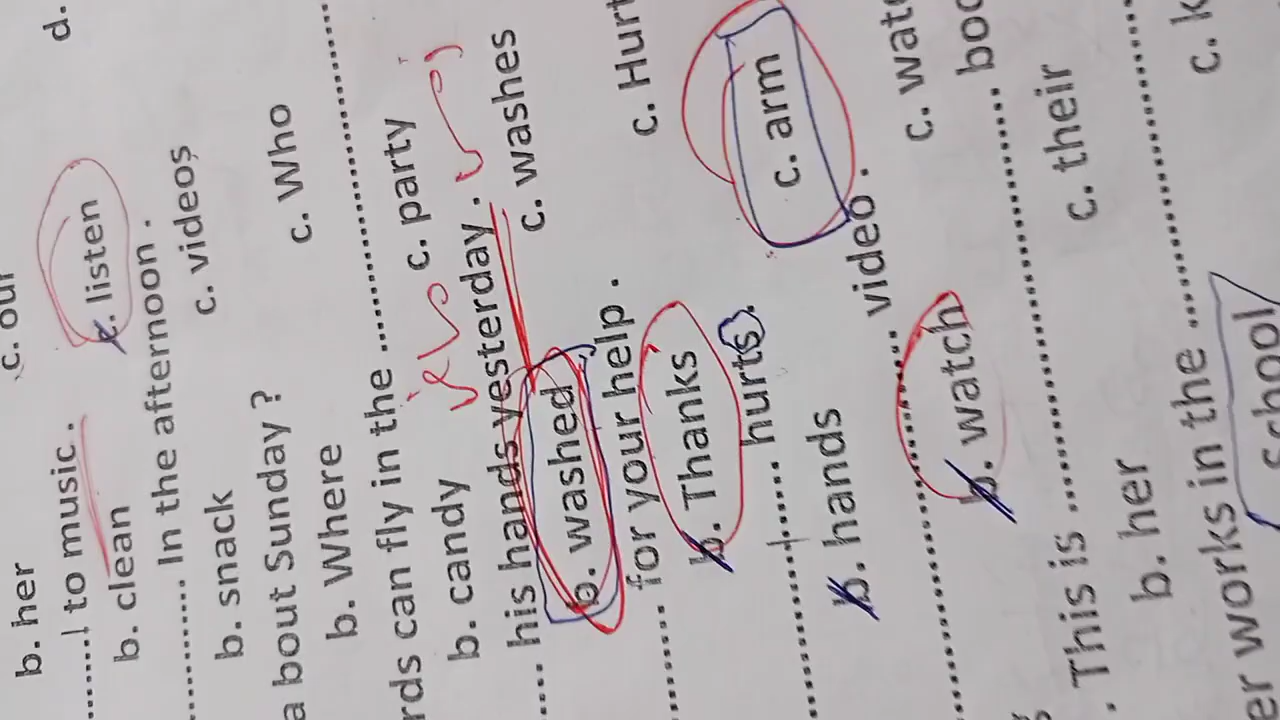 b. her c. our d.
.......... to music .
b. clean c. listen
.......... In the afternoon .
b. snack c. videos
a bout Sunday ?
b. Where c. Who
rds can fly in the ....................
b. candy c. party
.... his hands yesterday .
b. washed c. washes
.......... for your help .
b. Thanks c. Hurt
.......... hurts .
b. hands c. arm
.......... video .
b. watch c. wat
. This is .................... boo
b. her c. their
er works in the ....................
school c. k